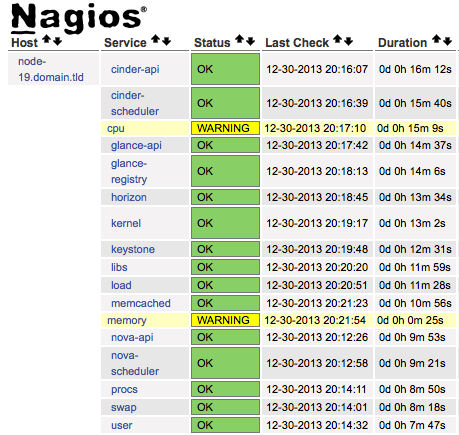 Nagios®
Host Service Status Last Check Duration
node-19.domain.tld cinder-api OK 12-30-2013 20:16:07 0d 0h 16m 12s
cinder-scheduler OK 12-30-2013 20:16:39 0d 0h 15m 40s
cpu WARNING 12-30-2013 20:17:10 0d 0h 15m 9s
glance-api OK 12-30-2013 20:17:42 0d 0h 14m 37s
glance-registry OK 12-30-2013 20:18:13 0d 0h 14m 6s
horizon OK 12-30-2013 20:18:45 0d 0h 13m 34s
kernel OK 12-30-2013 20:19:17 0d 0h 13m 2s
keystone OK 12-30-2013 20:19:48 0d 0h 12m 31s
libs OK 12-30-2013 20:20:20 0d 0h 11m 59s
load OK 12-30-2013 20:20:51 0d 0h 11m 28s
memcached OK 12-30-2013 20:21:23 0d 0h 10m 56s
memory WARNING 12-30-2013 20:21:54 0d 0h 0m 25s
nova-api OK 12-30-2013 20:12:26 0d 0h 9m 53s
nova-scheduler OK 12-30-2013 20:12:58 0d 0h 9m 21s
procs OK 12-30-2013 20:14:11 0d 0h 8m 50s
swap OK 12-30-2013 20:14:01 0d 0h 8m 18s
user OK 12-30-2013 20:14:32 0d 0h 7m 47s